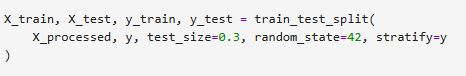 X_train, X_test, y_train, y_test = train_test_split(
    X_processed, y, test_size=0.3, random_state=42, stratify=y
)